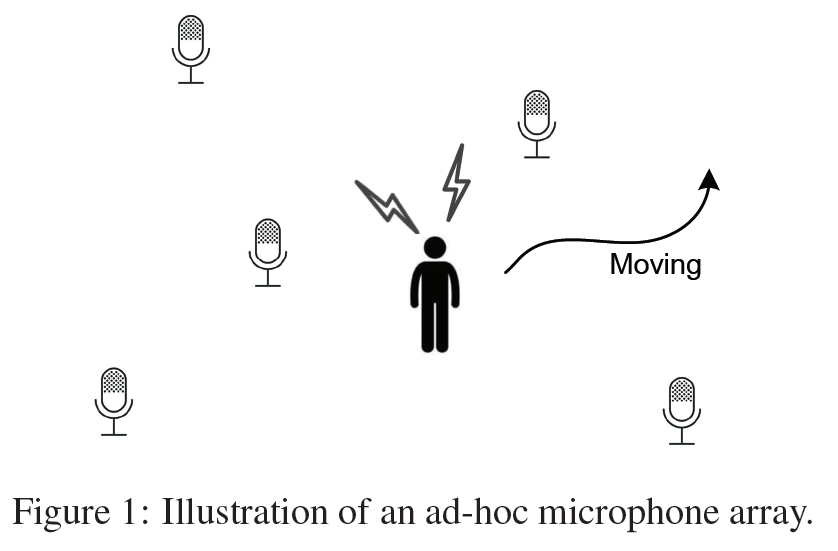 Moving
Figure 1: Illustration of an ad-hoc microphone array.